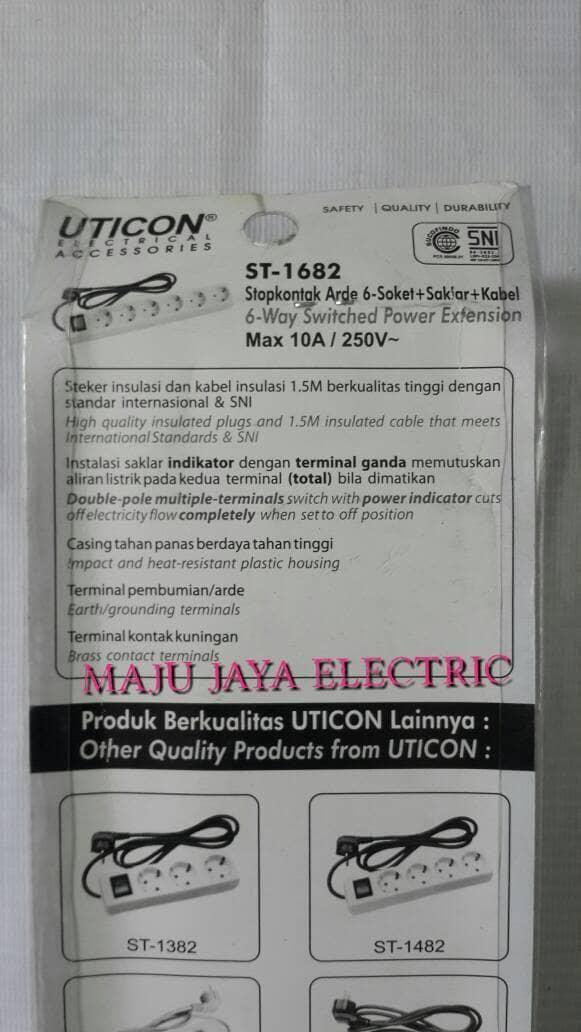 SAFETY | QUALITY | DURABILITY
UTICON®
ELECTRICAL
ACCESSORIES
SUCOFINDO
SNI
ST-1682
Stopkontak Arde 6-Soket+Saklar+Kabel
6-Way Switched Power Extension
Max 10A / 250V~
Steker insulasi dan kabel insulasi 1.5M berkualitas tinggi dengan
standar internasional & SNI
High quality insulated plugs and 1.5M insulated cable that meets
International Standards & SNI
Instalasi saklar indikator dengan terminal ganda memutuskan
aliran listrik pada kedua terminal (total) bila dimatikan
Double-pole multiple-terminals switch with power indicator cuts
off electricity flow completely when set to off position
Casing tahan panas berdaya tahan tinggi
Impact and heat-resistant plastic housing
Terminal pembumian/arde
Earth/grounding terminals
Terminal kontak kuningan
Brass contact terminals
MAJU JAYA ELECTRIC
Produk Berkualitas UTICON Lainnya :
Other Quality Products from UTICON :
ST-1382
ST-1482